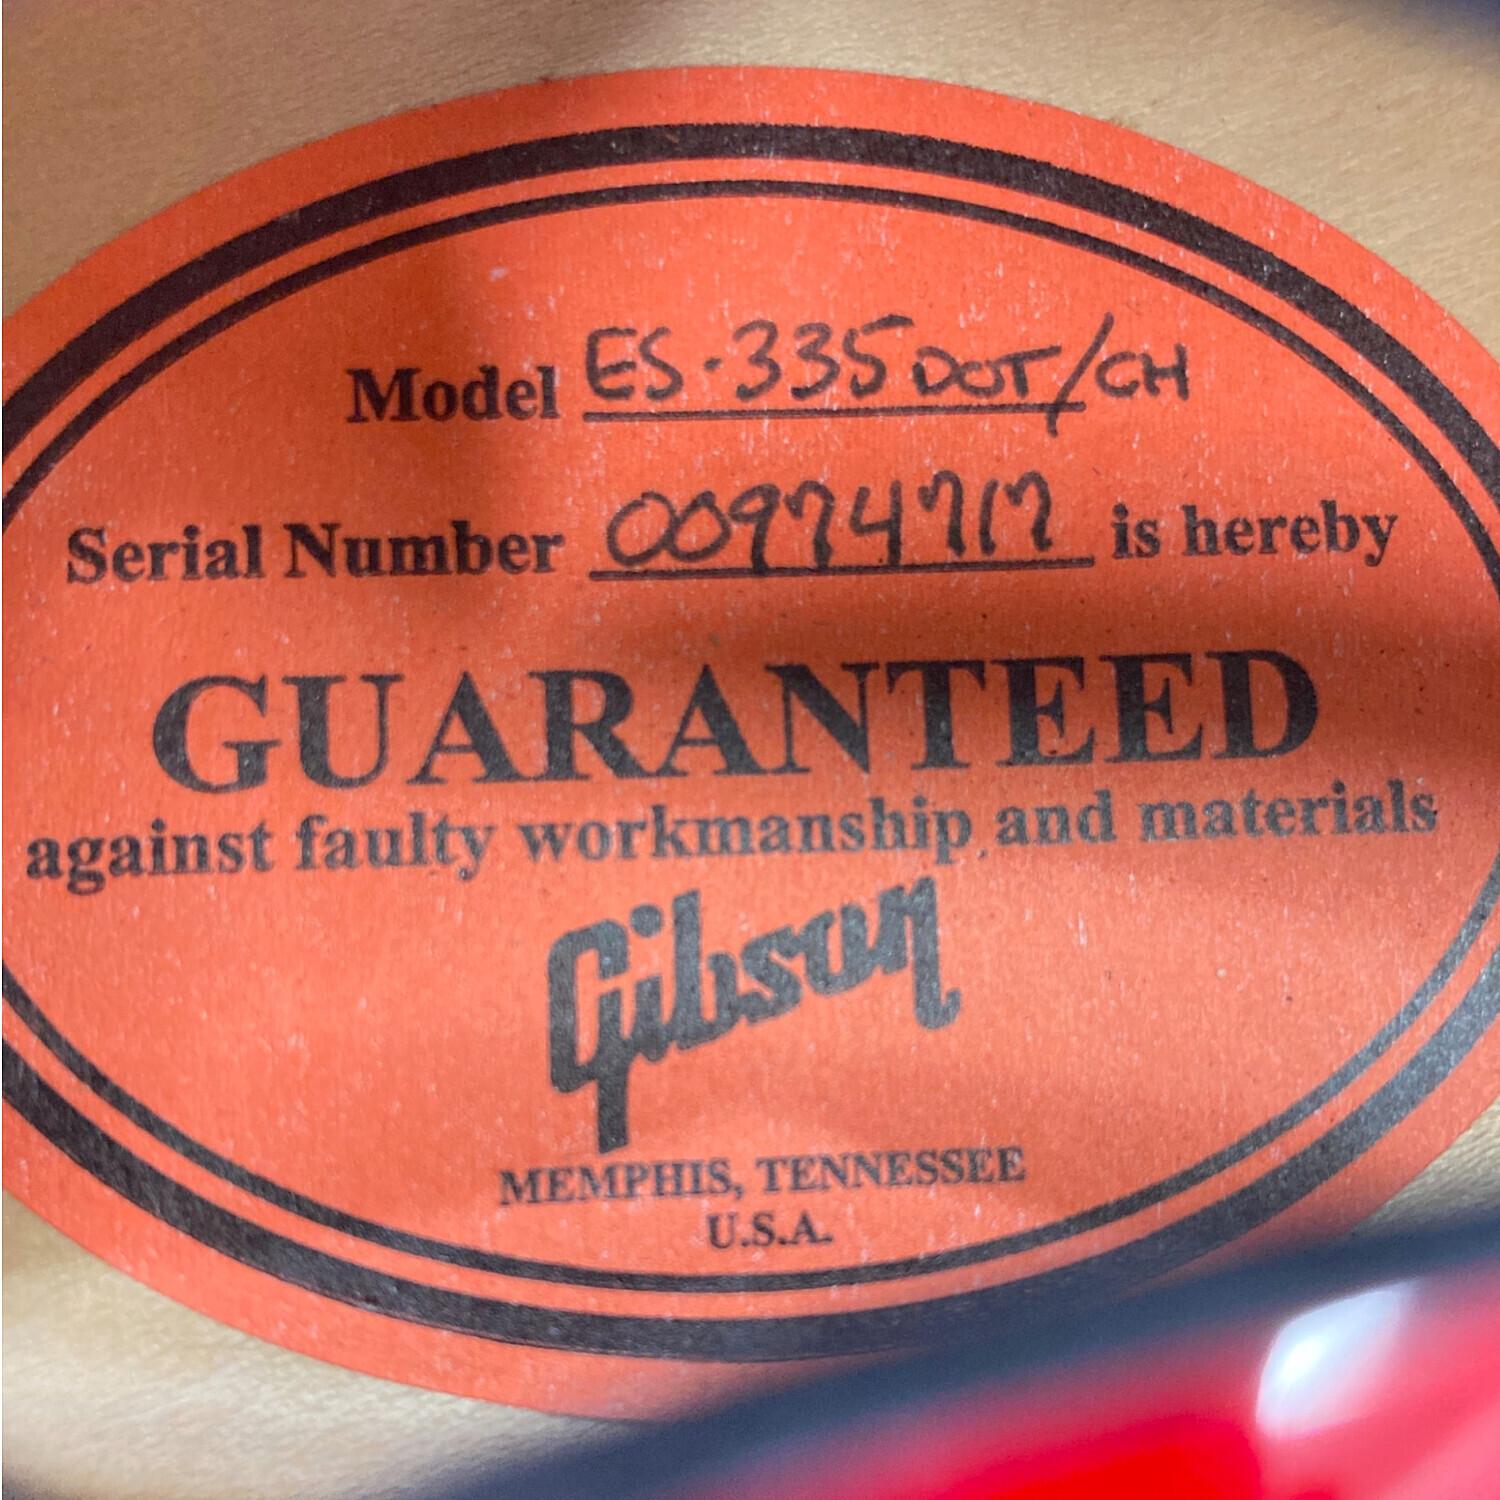 Model ES-335 DOT/CH
Serial Number 00974717 is hereby
GUARANTEED
against faulty workmanship and materials
Gibson
MEMPHIS, TENNESSEE
U.S.A.